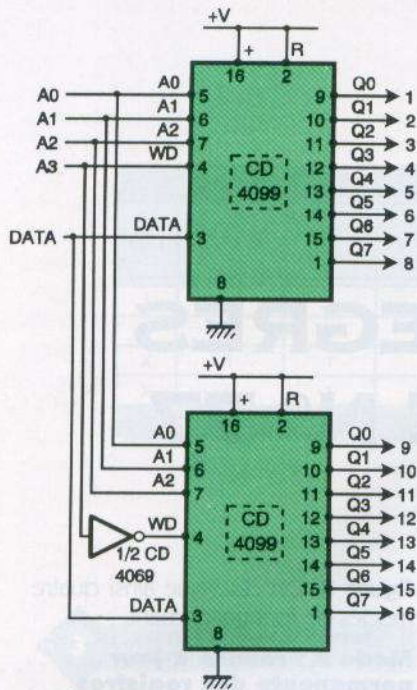 +V
+ R
16 2
A0 A0 5 9 Q0 1
A1 A1 6 10 Q1 2
A2 A2 7 11 Q2 3
A3 WD 4 12 Q3 4
CD 4099
13 Q4 5
14 Q5 6
15 Q6 7
DATA DATA 3 1 Q7 8
8
+V
+ R
16 2
A0 5 9 Q0 9
A1 6 10 Q1 10
A2 7 11 Q2 11
12 Q3 12
WD 4 13 Q4 13
1/2 CD 4069
CD 4099
14 Q5 14
15 Q6 15
DATA 3 1 Q7 16
8